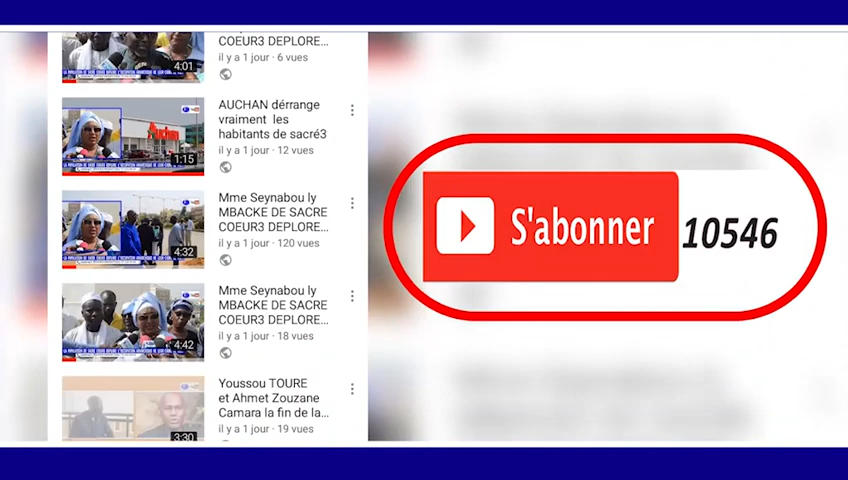 COEUR3 DEPLORE...
il y a 1 jour · 6 vues
4:01
AUCHAN dérrange
vraiment les
habitants de sacré3
il y a 1 jour · 12 vues
Auchan
1:15
Mme Seynabou ly
MBACKE DE SACRE
COEUR3 DEPLORE...
il y a 1 jour · 120 vues
4:32
Mme Seynabou ly
MBACKE DE SACRE
COEUR3 DEPLORE...
il y a 1 jour · 18 vues
4:42
Youssou TOURE
et Ahmet Zouzane
Camara la fin de la...
il y a 1 jour · 19 vues
3:30
S'abonner
10546